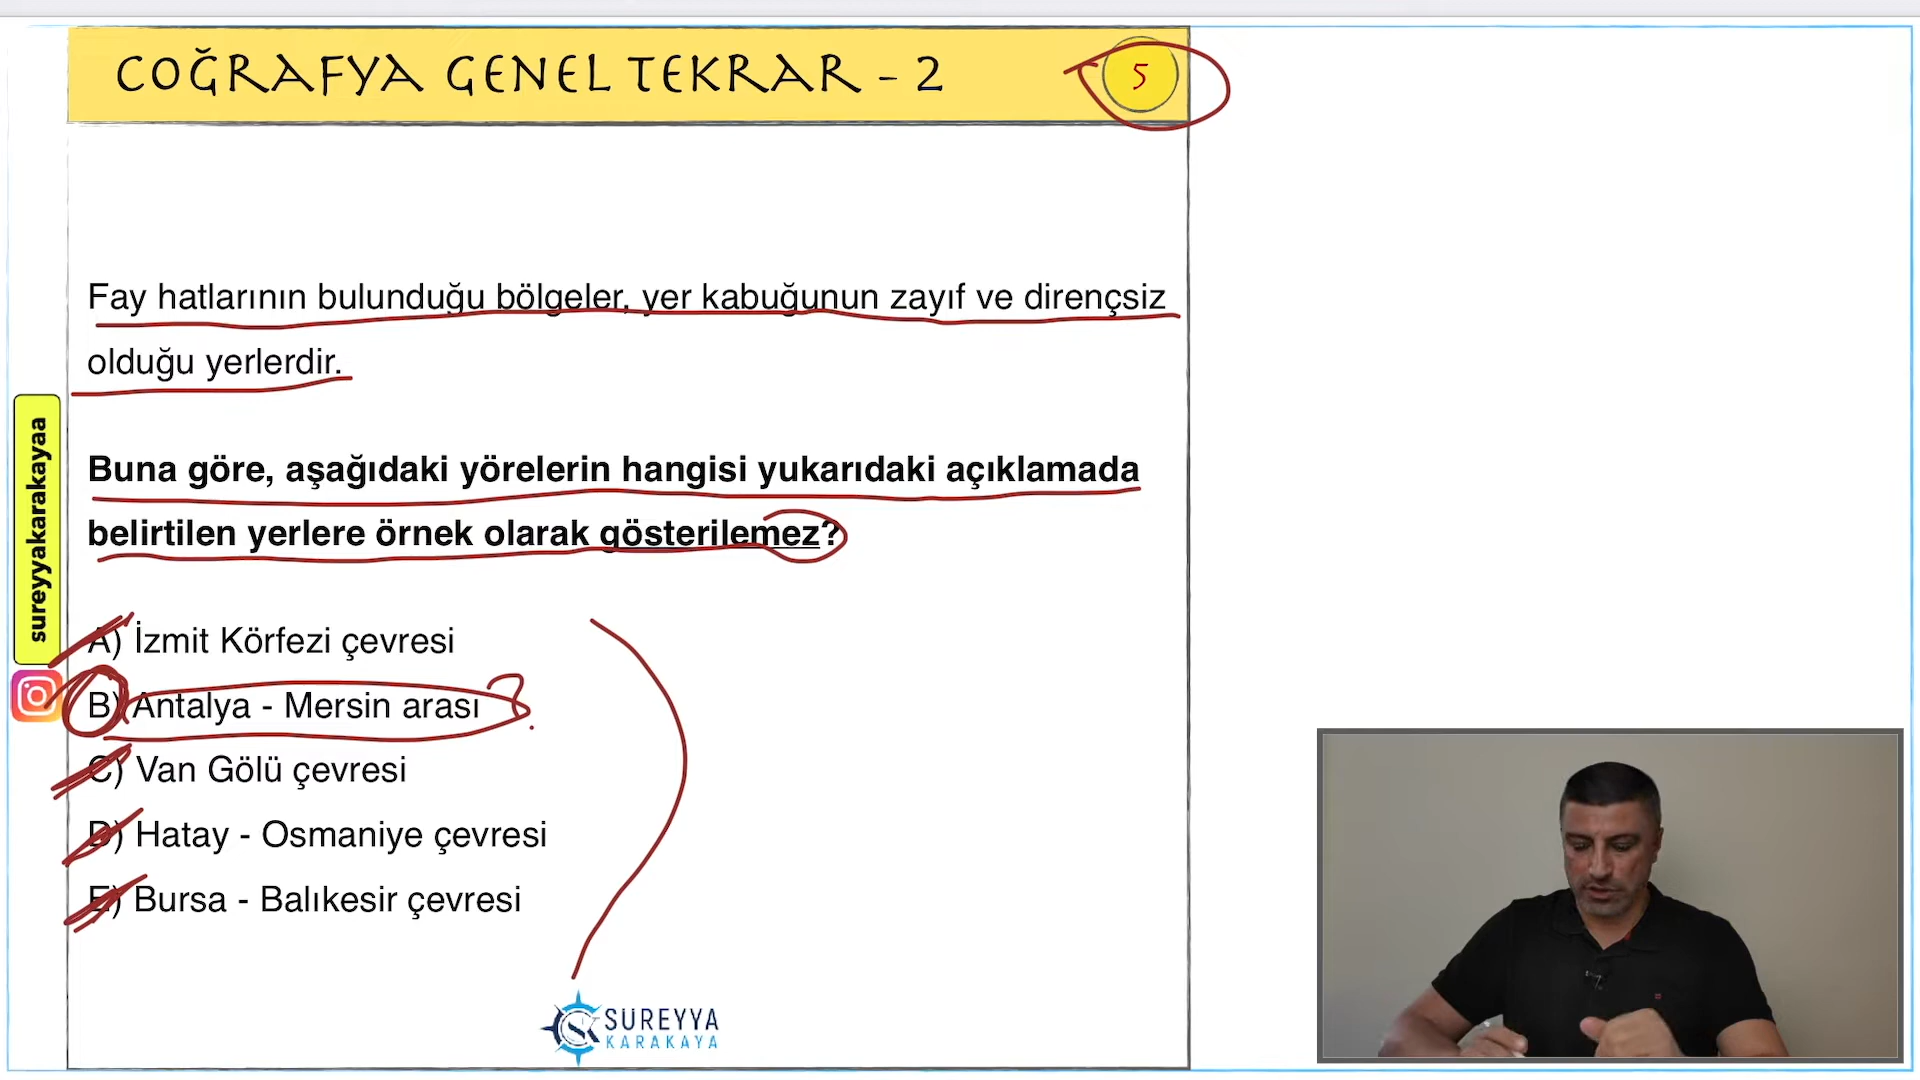 COĞRAFYA GENEL TEKRAR - 2
5
Fay hatlarının bulunduğu bölgeler, yer kabuğunun zayıf ve dirençsiz
olduğu yerlerdir.
Buna göre, aşağıdaki yörelerin hangisi yukarıdaki açıklamada
belirtilen yerlere örnek olarak gösterilemez?
A) İzmit Körfezi çevresi
B) Antalya - Mersin arası ?
C) Van Gölü çevresi
D) Hatay - Osmaniye çevresi
E) Bursa - Balıkesir çevresi
sureyyakarakayaa
SK
SUREYYA
KARAKAYA